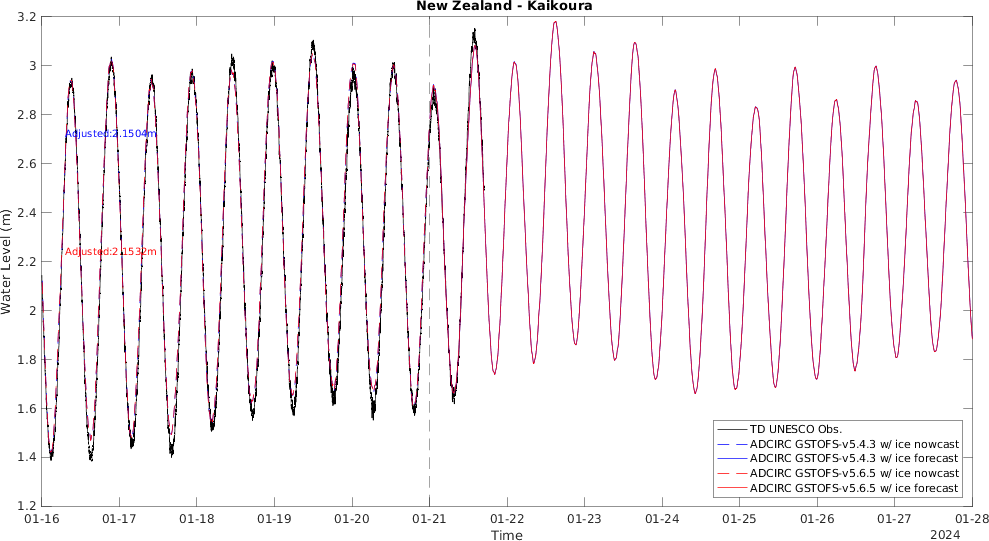 New Zealand - Kaikoura
3.2
3
2.8
2.6
2.4
2.2
2
1.8
1.6
1.4
1.2
Water Level (m)
Adjusted:2.1504m
Adjusted:2.1532m
TD UNESCO Obs.
ADCIRC GSTOFS-v5.4.3 w/ ice nowcast
ADCIRC GSTOFS-v5.4.3 w/ ice forecast
ADCIRC GSTOFS-v5.6.5 w/ ice nowcast
ADCIRC GSTOFS-v5.6.5 w/ ice forecast
01-16 01-17 01-18 01-19 01-20 01-21 01-22 01-23 01-24 01-25 01-26 01-27 01-28
Time
2024